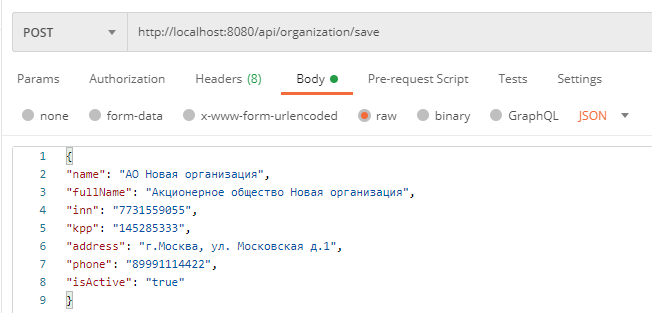 POST http://localhost:8080/api/organization/save
Params Authorization Headers (8) Body Pre-request Script Tests Settings
none form-data x-www-form-urlencoded raw binary GraphQL JSON
1 {
2 "name": "АО Новая организация",
3 "fullName": "Акционерное общество Новая организация",
4 "inn": "7731559055",
5 "kpp": "145285333",
6 "address": "г.Москва, ул. Московская д.1",
7 "phone": "89991114422",
8 "isActive": "true"
9 }